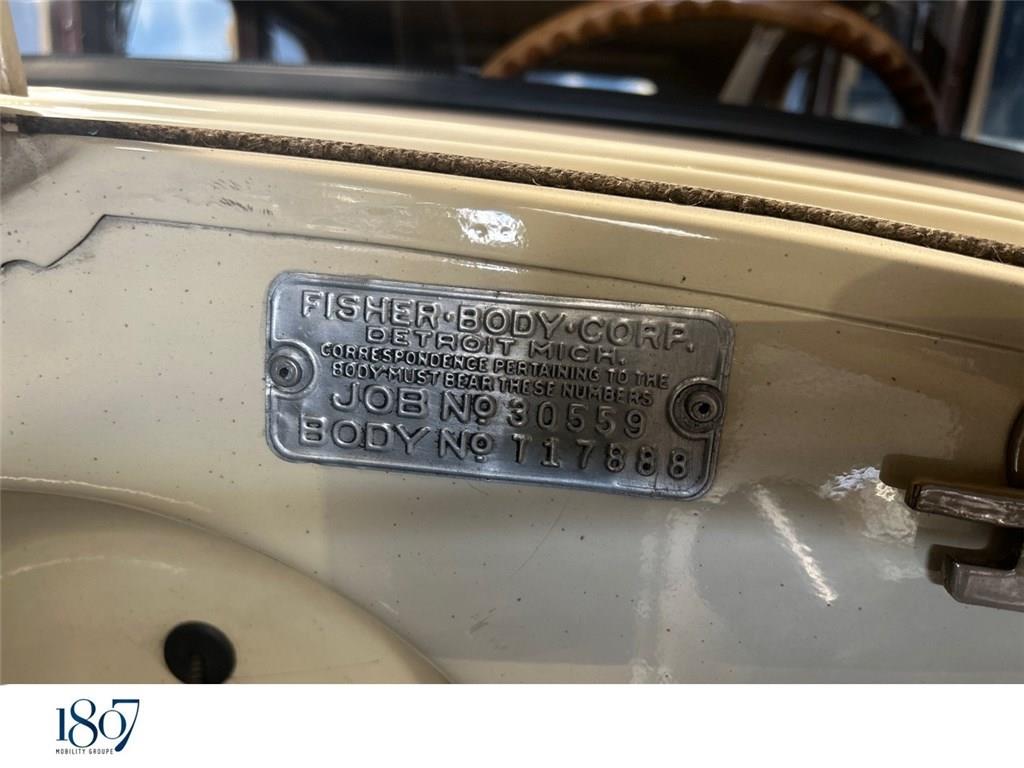 FISHER·BODY·CORP.
DETROIT MICH.
CORRESPONDENCE PERTAINING TO THE
BODY MUST BEAR THESE NUMBERS
JOB NO 30559
BODY NO T17888
1807
MOBILITY GROUPE